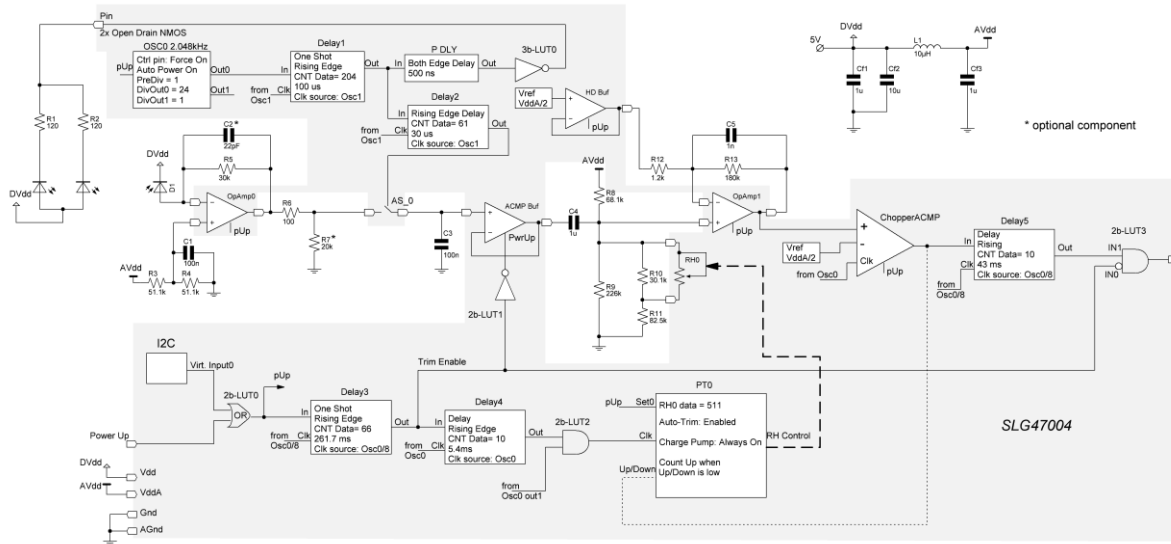 Pin
2x Open Drain NMOS
OSC0 2.048kHz
Ctrl pin: Force On
Auto Power On
PreDiv = 1
DivOut0 = 24
DivOut1 = 1
pUp
Out0
Out1
Delay1
One Shot
Rising Edge
CNT Data= 204
100 us
Clk source: Osc1
In
Clk
from
Osc1
Out
P DLY
Both Edge Delay
500 ns
In
Out
3b-LUT0
Delay2
Rising Edge Delay
CNT Data= 61
30 us
Clk source: Osc1
In
from
Osc1
Clk
Out
Vref
VddA/2
HD Buf
pUp
5V
DVdd
L1
10µH
AVdd
Cf1
1u
Cf2
10u
Cf3
1u
* optional component
R1
120
R2
120
DVdd
C2*
22pF
R5
30k
DVdd
D1
OpAmp0
pUp
R6
100
R7*
20k
AS_0
C3
100n
ACMP Buf
PwrUp
C1
100n
AVdd
R3
51.1k
R4
51.1k
C4
1u
AVdd
R8
68.1k
R9
226k
R10
30.1k
R11
82.5k
RH0
R12
1.2k
C5
1n
R13
180k
OpAmp1
pUp
ChopperACMP
Vref
VddA/2
Clk
from Osc0
pUp
Delay5
Delay
Rising
CNT Data= 10
43 ms
Clk source: Osc0/8
In
Clk
from
Osc0/8
Out
2b-LUT3
IN1
IN0
2b-LUT1
I2C
Virt. Input0
2b-LUT0
OR
pUp
Power Up
DVdd
Vdd
AVdd
VddA
Gnd
AGnd
Delay3
One Shot
Rising Edge
CNT Data= 66
261.7 ms
Clk source: Osc0/8
In
Clk
from
Osc0/8
Out
Trim Enable
Delay4
Delay
Rising Edge
CNT Data= 10
5.4ms
Clk source: Osc0
In
from
Osc0
Clk
Out
2b-LUT2
from
Osc0 out1
PT0
pUp
Set0
RH0 data = 511
Auto-Trim: Enabled
Clk
Charge Pump: Always On
RH Control
Up/Down
Count Up when
Up/Down is low
SLG47004